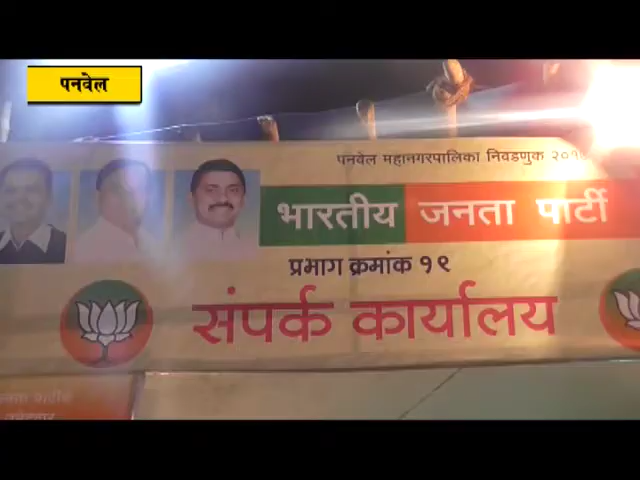 पनवेल
पनवेल महानगरपालिका निवडणुक
भारतीय जनता पार्टी
प्रभाग क्रमांक १९
संपर्क कार्यालय